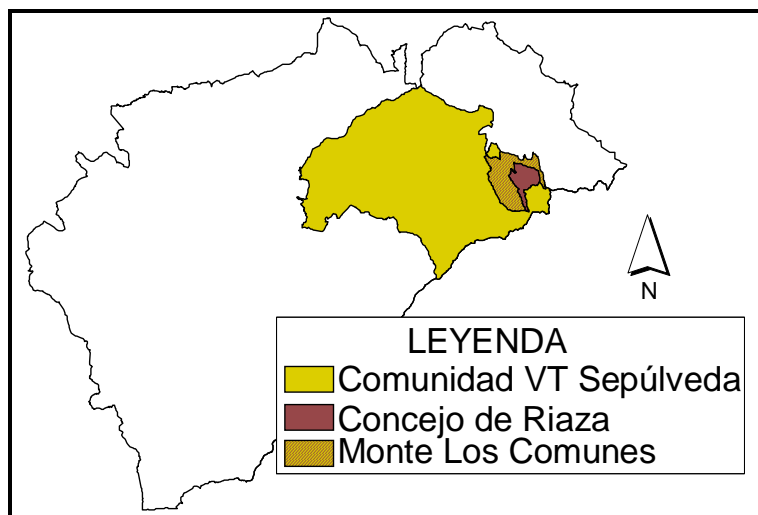 N
LEYENDA
Comunidad VT Sepúlveda
Concejo de Riaza
Monte Los Comunes